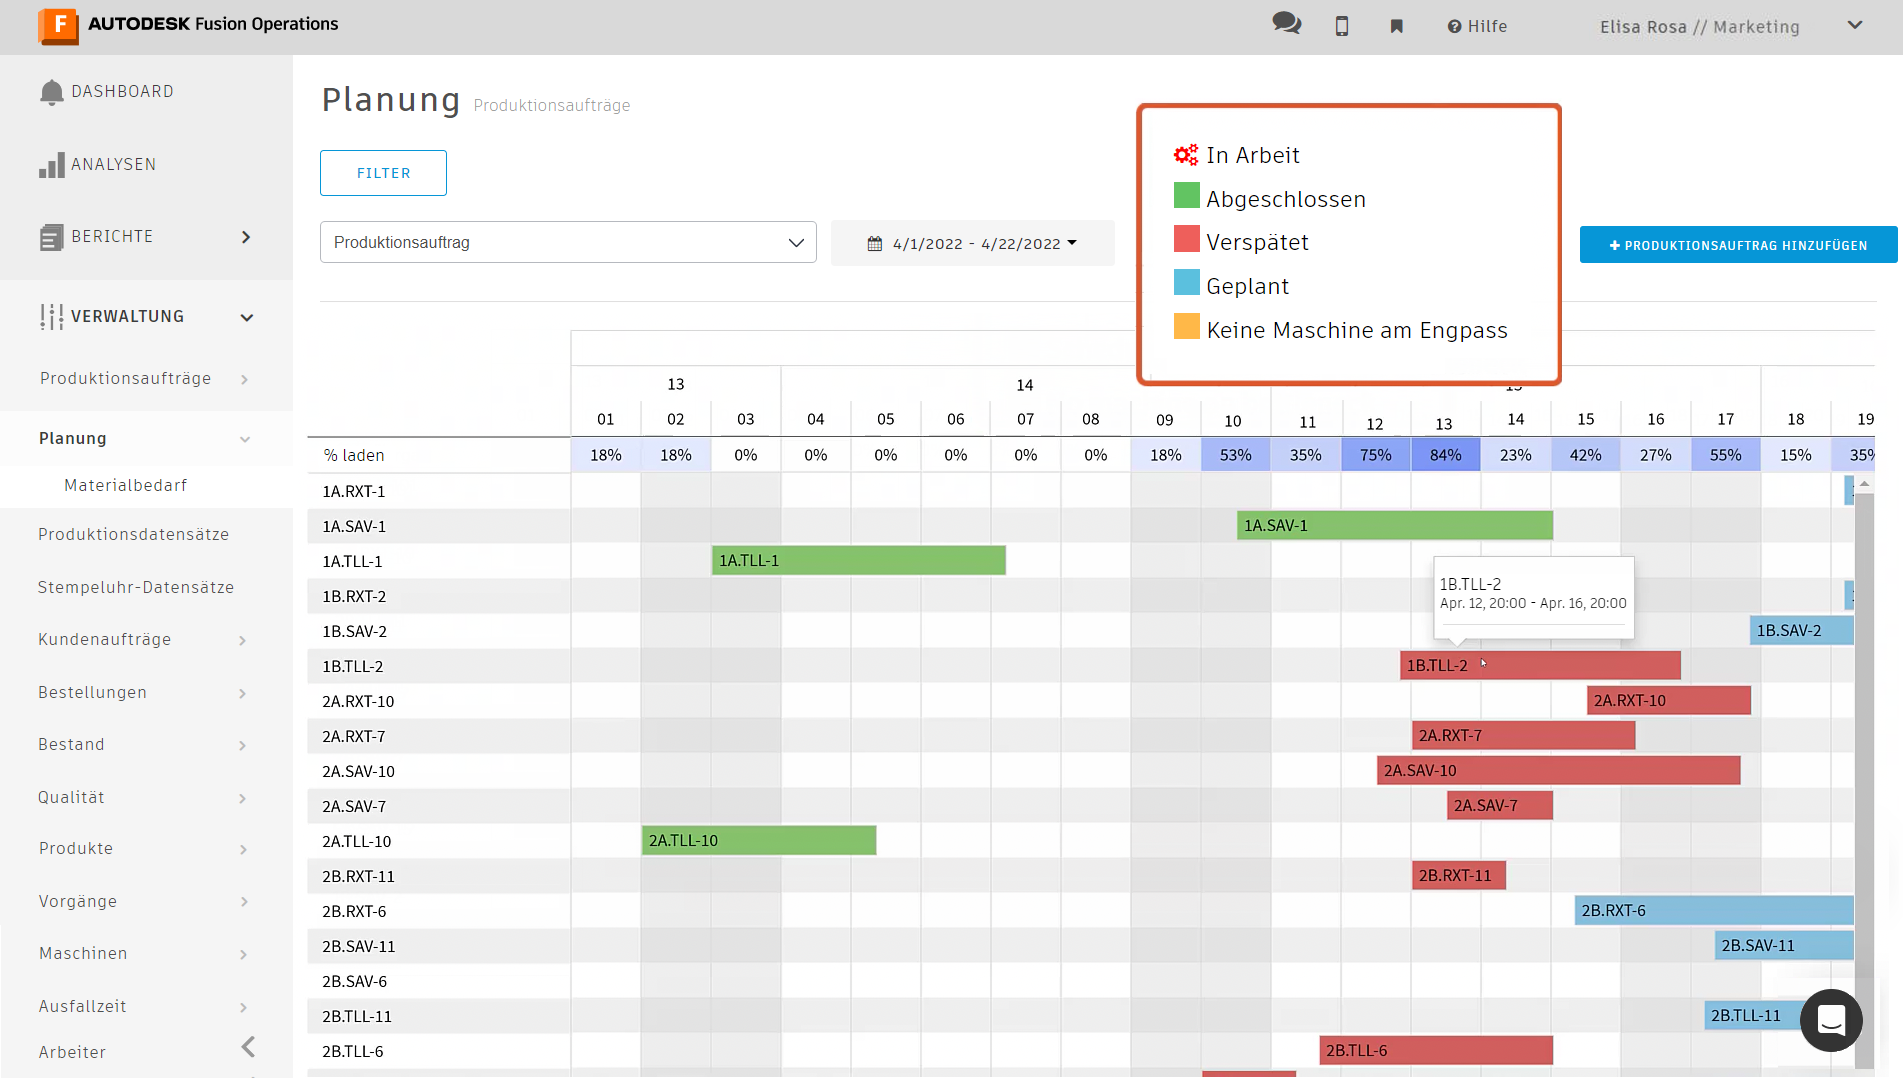 F AUTODESK Fusion Operations
Hilfe
Elisa Rosa // Marketing
DASHBOARD
ANALYSEN
BERICHTE
VERWALTUNG
Produktionsaufträge
Planung
Materialbedarf
Produktionsdatensätze
Stempeluhr-Datensätze
Kundenaufträge
Bestellungen
Bestand
Qualität
Produkte
Vorgänge
Maschinen
Ausfallzeit
Arbeiter
Planung Produktionsaufträge
FILTER
Produktionsauftrag
4/1/2022 - 4/22/2022
In Arbeit
Abgeschlossen
Verspätet
Geplant
Keine Maschine am Engpass
+ PRODUKTIONSAUFTRAG HINZUFÜGEN
13 14
01 02 03 04 05 06 07 08 09 10 11 12 13 14 15 16 17 18 19
% laden 18% 18% 0% 0% 0% 0% 0% 0% 18% 53% 35% 75% 84% 23% 42% 27% 55% 15% 35%
1A.RXT-1
1A.SAV-1 1A.SAV-1
1A.TLL-1 1A.TLL-1
1B.TLL-2
Apr. 12, 20:00 - Apr. 16, 20:00
1B.RXT-2
1B.SAV-2 1B.SAV-2
1B.TLL-2 1B.TLL-2
2A.RXT-10 2A.RXT-10
2A.RXT-7 2A.RXT-7
2A.SAV-10 2A.SAV-10
2A.SAV-7 2A.SAV-7
2A.TLL-10 2A.TLL-10
2B.RXT-11 2B.RXT-11
2B.RXT-6 2B.RXT-6
2B.SAV-11 2B.SAV-11
2B.SAV-6
2B.TLL-11 2B.TLL-11
2B.TLL-6 2B.TLL-6